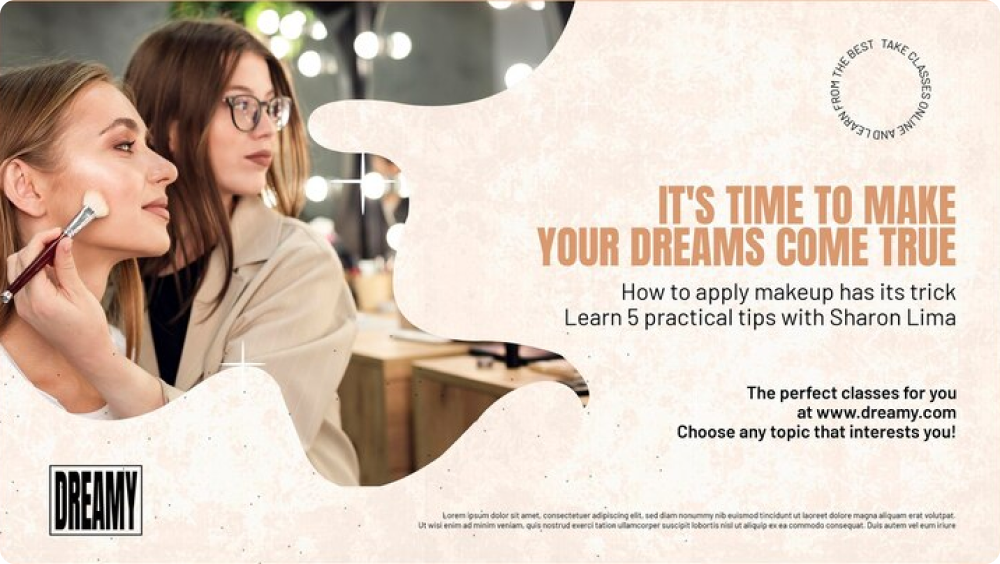 TAKE CLASSES ONLINE AND LEARN FROM THE BEST
IT'S TIME TO MAKE
YOUR DREAMS COME TRUE
How to apply makeup has its trick
Learn 5 practical tips with Sharon Lima
The perfect classes for you
at www.dreamy.com
Choose any topic that interests you!
DREAMY
Lorem ipsum dolor sit amet, consectetuer adipiscing elit, sed diam nonummy nib euismod tincidunt ut laoreet dolore magna aliquam erat volutpat.
Ut wisi enim ad minim veniam, quis nostrud exerci tation ullamcorper suscipit lobortis nisl ut aliquip ex ea commodo consequat. Duis autem vel eum iriure